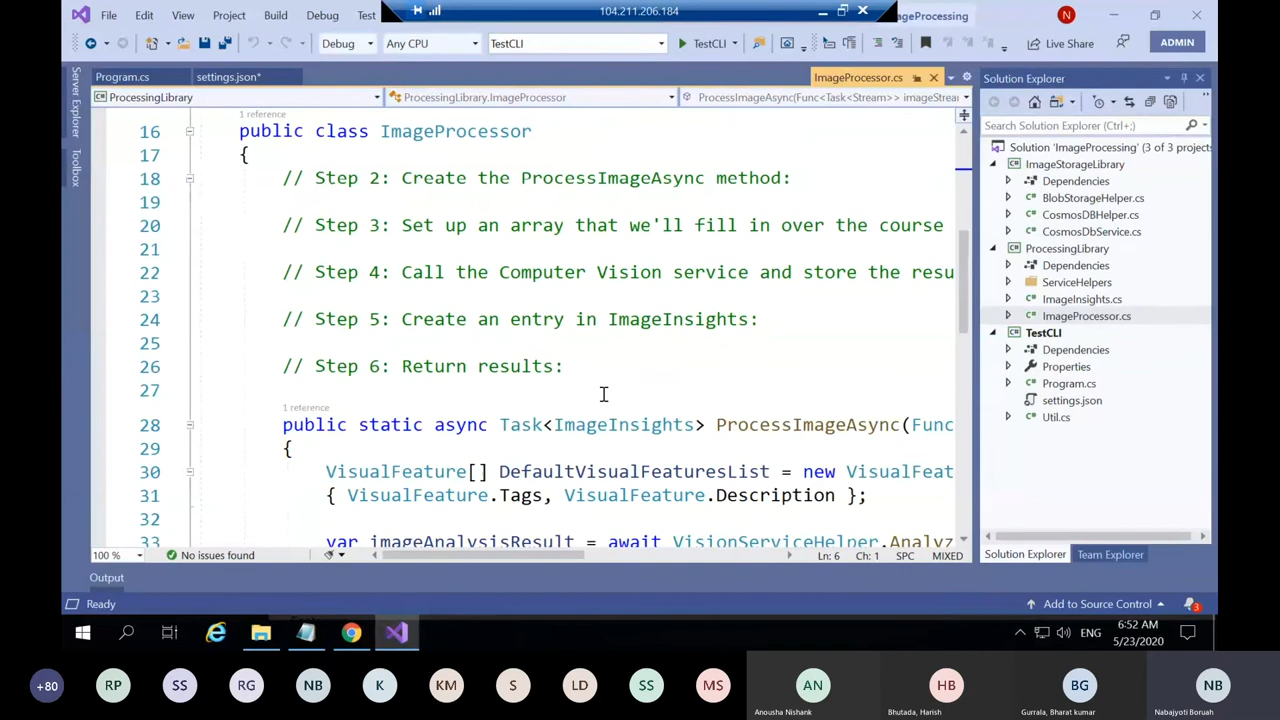 File Edit View Project Build Debug Test
104.211.206.184
ageProcessing
N
Debug
Any CPU
TestCLI
TestCLI
Live Share
ADMIN
Program.cs
settings.json*
ImageProcessor.cs
Solution Explorer
ProcessingLibrary
ProcessingLibrary.ImageProcessor
ProcessImageAsync(Func<Task<Stream>> imageStrea
Search Solution Explorer (Ctrl+;)
Server Explorer
Toolbox
1 reference
16 public class ImageProcessor
17 {
18 // Step 2: Create the ProcessImageAsync method:
19
20 // Step 3: Set up an array that we'll fill in over the course
21
22 // Step 4: Call the Computer Vision service and store the resu
23
24 // Step 5: Create an entry in ImageInsights:
25
26 // Step 6: Return results:
27
1 reference
28 public static async Task<ImageInsights> ProcessImageAsync(Func
29 {
30 VisualFeature[] DefaultVisualFeaturesList = new VisualFeat
31 { VisualFeature.Tags, VisualFeature.Description };
32
33 var imageAnalysisResult = await VisionServiceHelper.Analyz
Solution 'ImageProcessing' (3 of 3 projects
ImageStorageLibrary
Dependencies
BlobStorageHelper.cs
CosmosDBHelper.cs
CosmosDbService.cs
ProcessingLibrary
Dependencies
ServiceHelpers
ImageInsights.cs
ImageProcessor.cs
TestCLI
Dependencies
Properties
Program.cs
settings.json
Util.cs
100 %
No issues found
Ln: 6
Ch: 1
SPC
MIXED
Solution Explorer
Team Explorer
Output
Ready
Add to Source Control
3
ENG
6:52 AM
5/23/2020
+80
RP
SS
RG
NB
K
KM
S
LD
SS
MS
AN
HB
BG
NB
Anousha Nishank
Bhutada, Harish
Gurrala, Bharat kumar
Nabajyoti Boruah